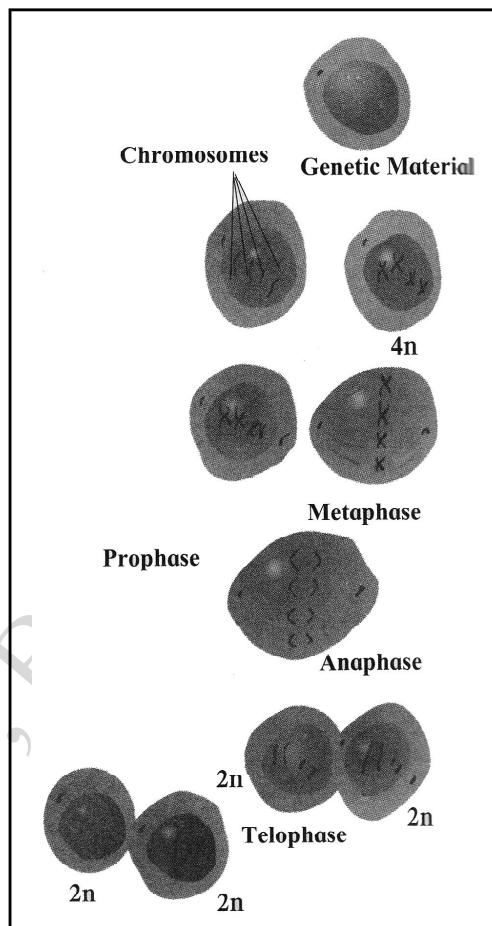 Chromosomes
Genetic Material
4n
Metaphase
Prophase
Anaphase
2n
2n
Telophase
2n
2n